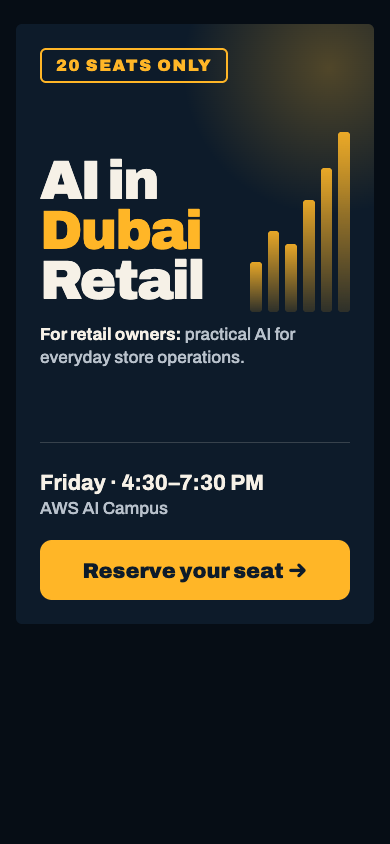 20 SEATS ONLY
AI in
Dubai
Retail
For retail owners: practical AI for
everyday store operations.
Friday · 4:30–7:30 PM
AWS AI Campus
Reserve your seat →